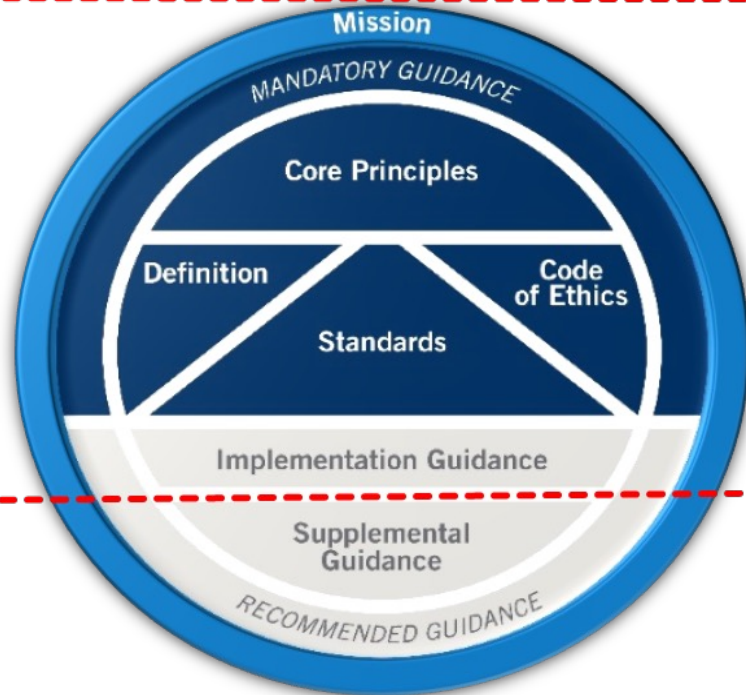 Mission
MANDATORY GUIDANCE
Core Principles
Definition
Code
of Ethics
Standards
Implementation Guidance
Supplemental
Guidance
RECOMMENDED GUIDANCE